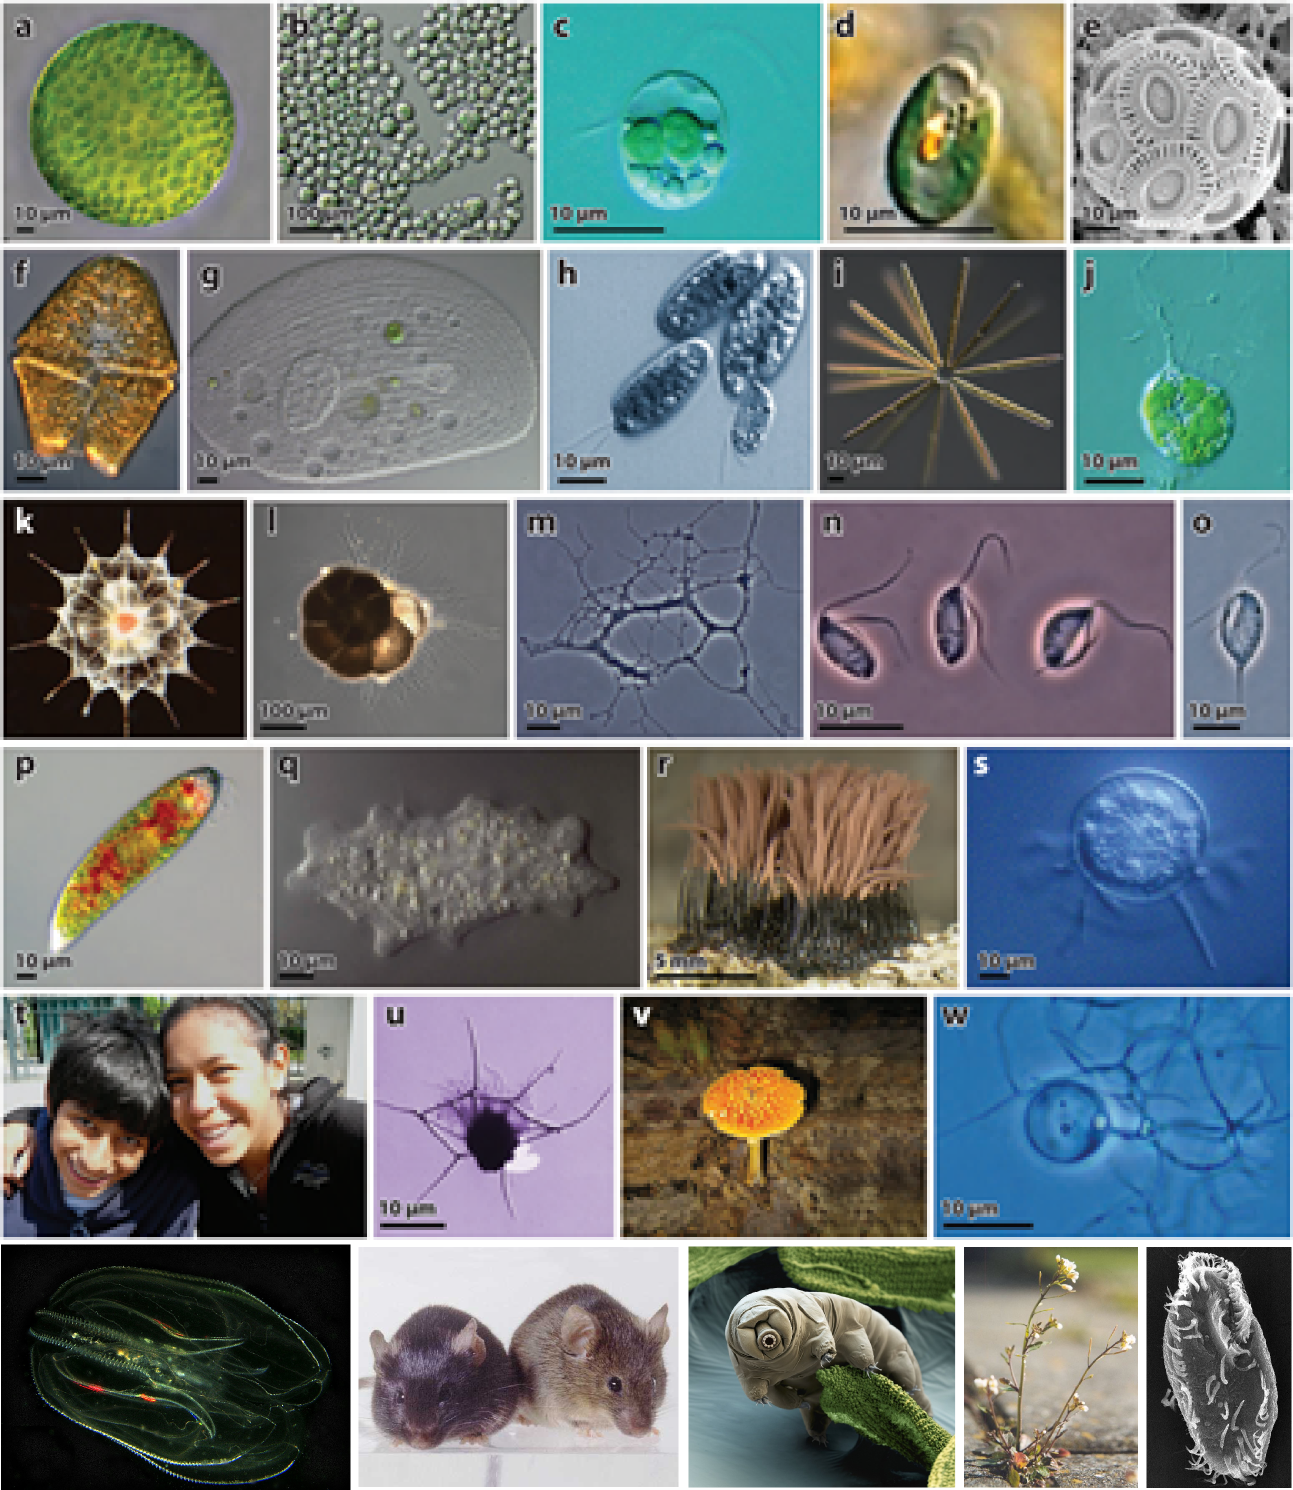 a b c d e
10 µm 100 µm 10 µm 10 µm 10 µm
f g h i j
10 µm 10 µm 10 µm 10 µm 10 µm
k l m n o
100 µm 10 µm 10 µm 10 µm
p q r s
10 µm 10 µm 5 mm 10 µm
t u v w
10 µm 10 µm